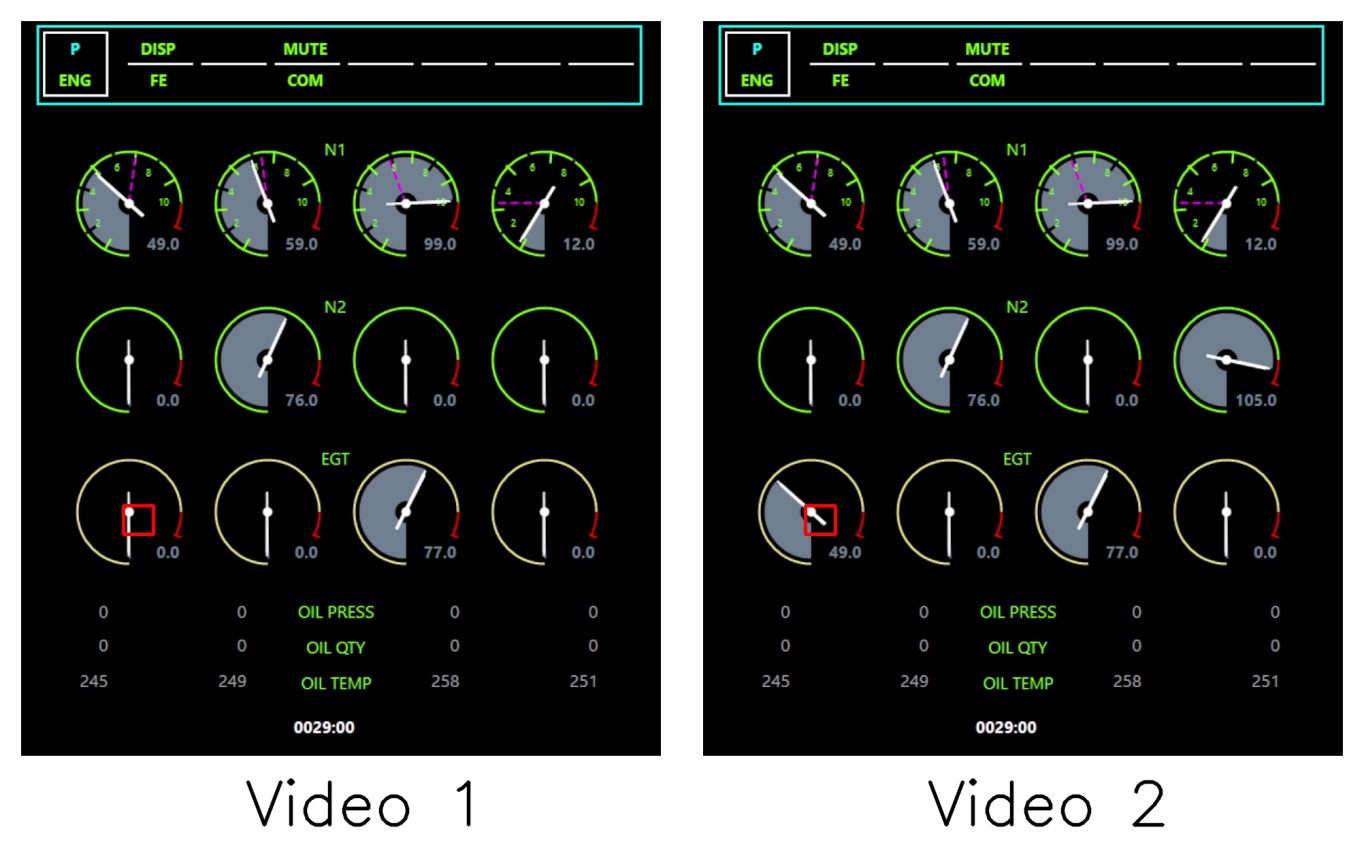 P DISP MUTE
ENG FE COM
N1
2 4 6 8 10 2 4 6 8 10 2 4 6 8 10 2 4 6 8 10
49.0 59.0 99.0 12.0
N2
0.0 76.0 0.0 0.0
EGT
0.0 0.0 77.0 0.0
0 0 OIL PRESS 0 0
0 0 OIL QTY 0 0
245 249 OIL TEMP 258 251
0029:00
Video 1
P DISP MUTE
ENG FE COM
N1
2 4 6 8 10 2 4 6 8 10 2 4 6 8 10 2 4 6 8 10
49.0 59.0 99.0 12.0
N2
0.0 76.0 0.0 105.0
EGT
49.0 0.0 77.0 0.0
0 0 OIL PRESS 0 0
0 0 OIL QTY 0 0
245 249 OIL TEMP 258 251
0029:00
Video 2